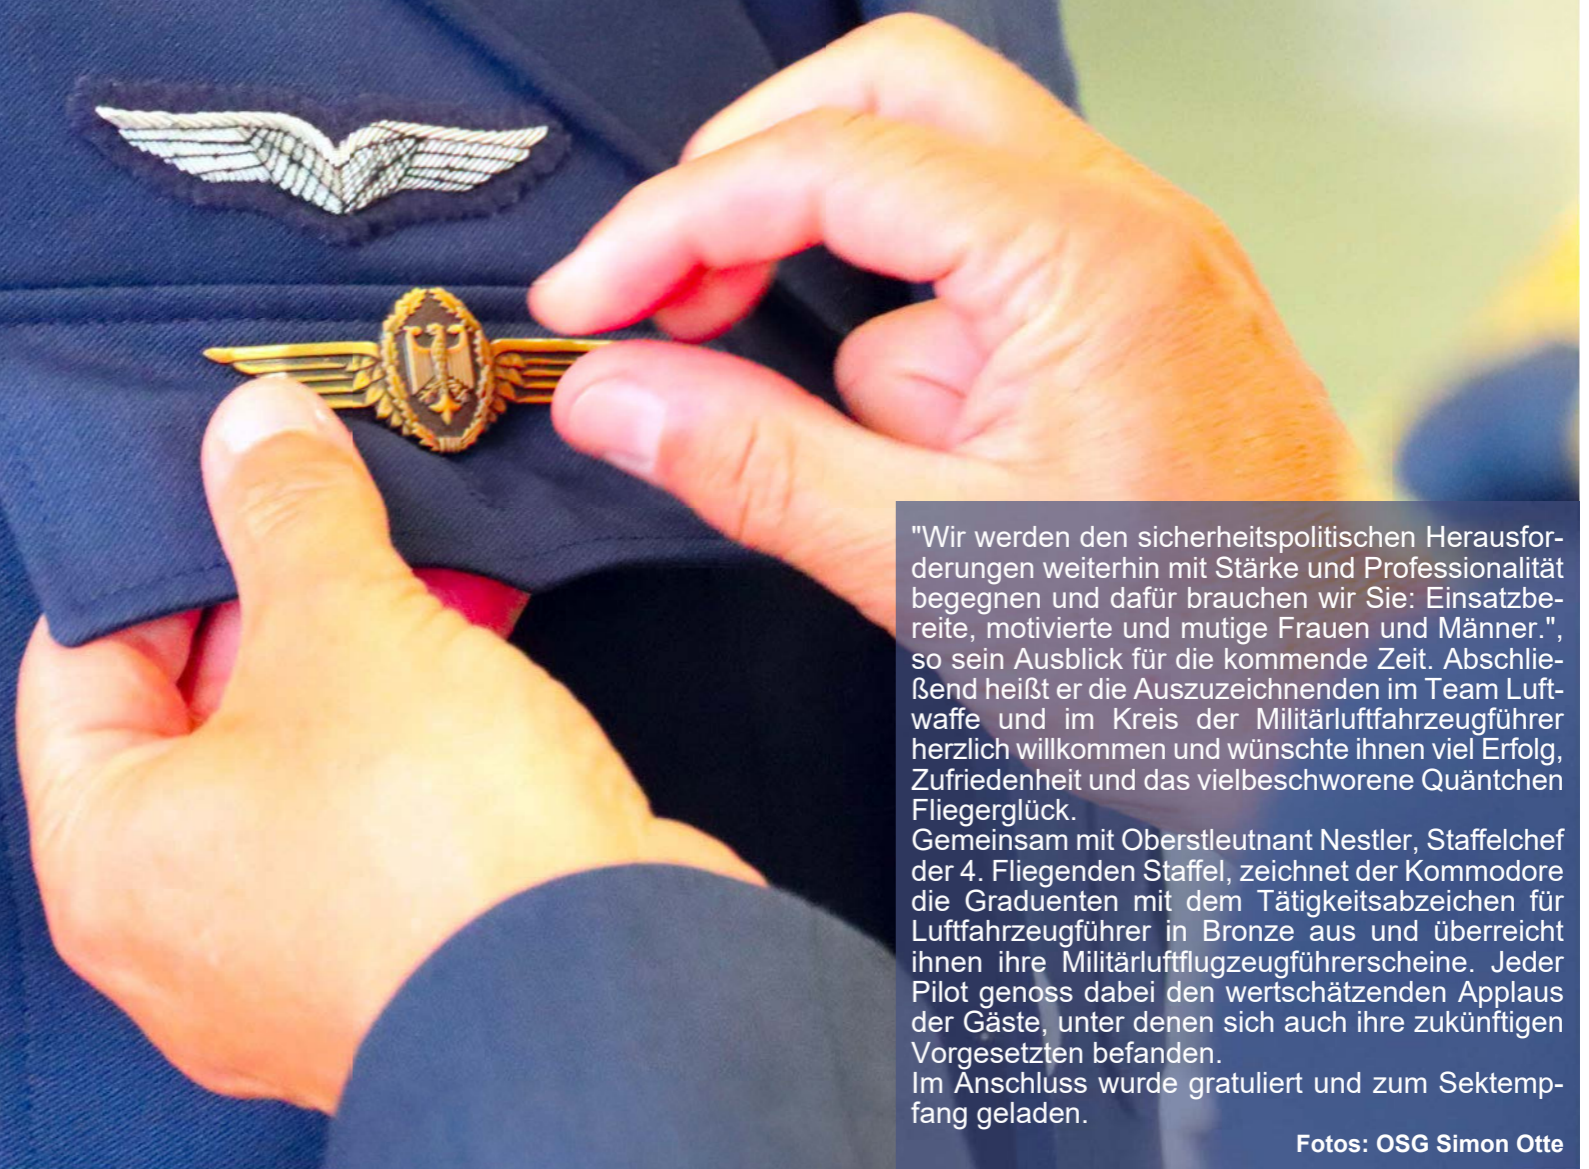 "Wir werden den sicherheitspolitischen Herausfor-
derungen weiterhin mit Stärke und Professionalität
begegnen und dafür brauchen wir Sie: Einsatzbe-
reite, motivierte und mutige Frauen und Männer.",
so sein Ausblick für die kommende Zeit. Abschlie-
ßend heißt er die Auszuzeichnenden im Team Luft-
waffe und im Kreis der Militärluftfahrzeugführer
herzlich willkommen und wünschte ihnen viel Erfolg,
Zufriedenheit und das vielbeschworene Quäntchen
Fliegerglück.
Gemeinsam mit Oberstleutnant Nestler, Staffelchef
der 4. Fliegenden Staffel, zeichnet der Kommodore
die Graduenten mit dem Tätigkeitsabzeichen für
Luftfahrzeugführer in Bronze aus und überreicht
ihnen ihre Militärluftflugzeugführerscheine. Jeder
Pilot genoss dabei den wertschätzenden Applaus
der Gäste, unter denen sich auch ihre zukünftigen
Vorgesetzten befanden.
Im Anschluss wurde gratuliert und zum Sektemp-
fang geladen.
Fotos: OSG Simon Otte